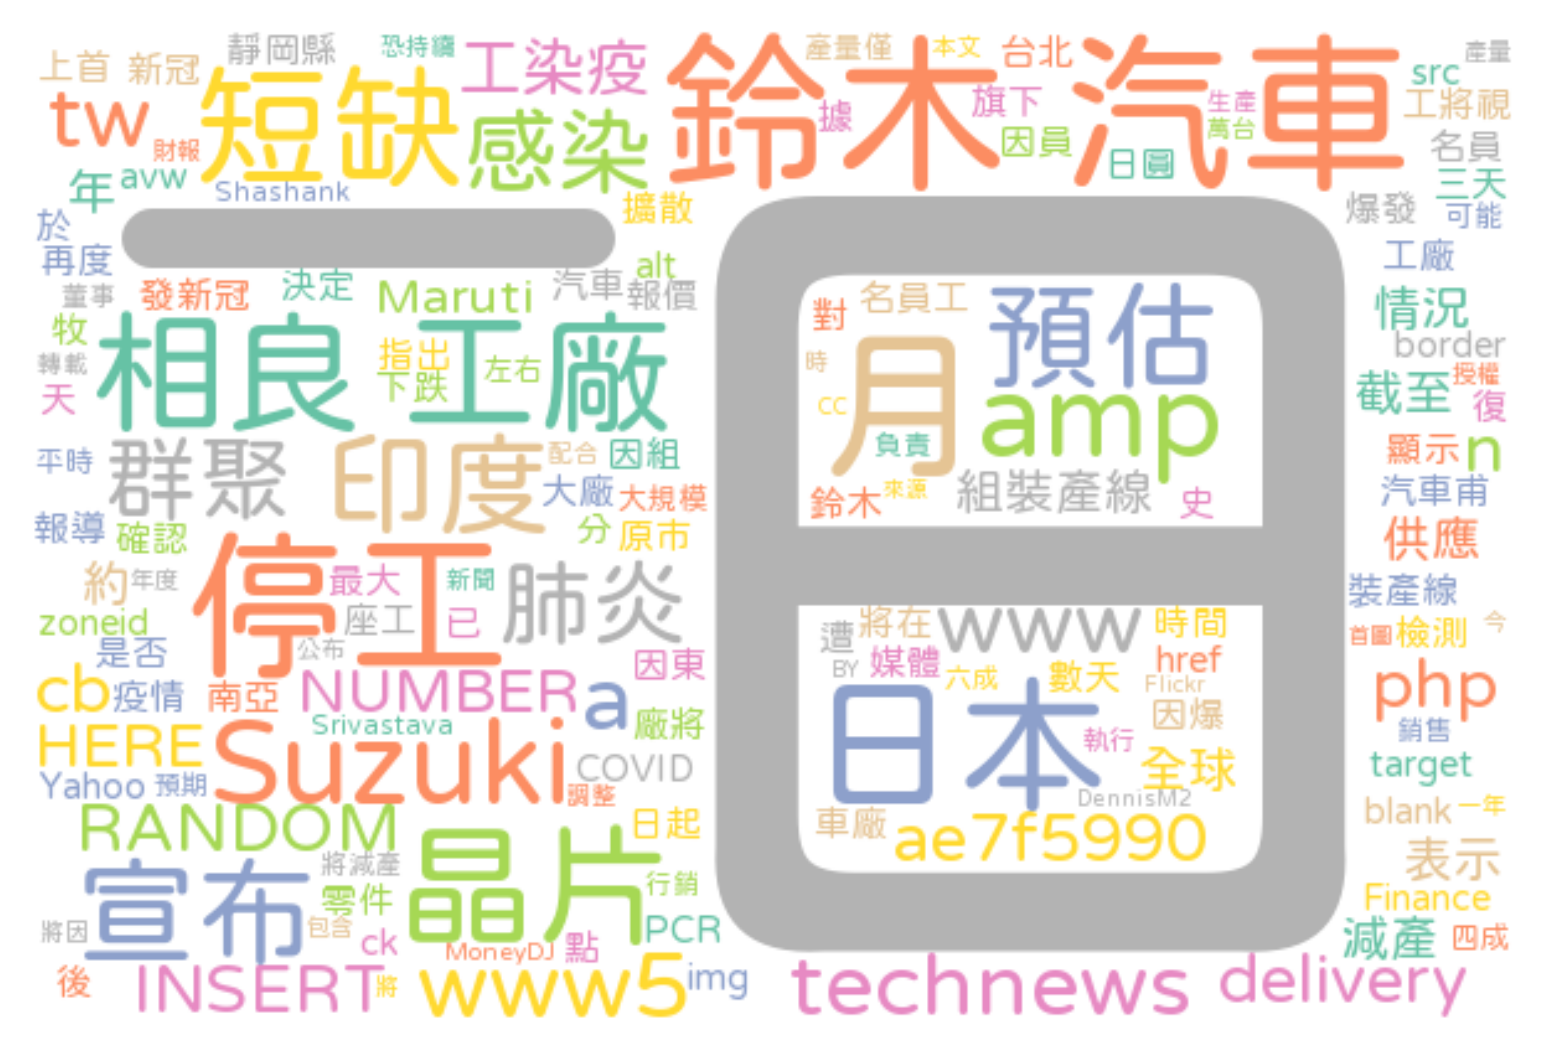 上首 新冠 靜岡縣 恐持續 工染疫 鈴木汽車 產量僅 本文 台北 產量
tw 短缺 感染 據 旗下 生產 src 工將視
財報 因員 萬台 日圓 名員
年 avw Shashank 擴散 三天
於 爆發 可能
再度 一 日 工廠
董事 發新冠 決定 Maruti 汽車 alt 報價 對 名員工 預估 情況
牧 相良工廠 指出 左右 月 border
轉載 下跌 時 截至 授權
天 cc amp 復
平時 群聚 印度 配合 因組 負責 顯示 n
大廠 大規模 鈴木 來源 組裝產線 史 汽車甫
報導 確認 分 原市 供應
約 年度 停工 最大 新聞 肺炎 裝產線
zoneid 座工 已 遭 將在 www 時間 首圖 檢測 今
是否 公布 因東 BY 媒體 六成 數天 href
cb 疫情 南亞 NUMBER a 日本 Flickr php
HERE Suzuki Srivastava 廠將 執行 因爆 銷售
Yahoo 預期 調整 COVID 全球 target
RANDOM 晶片 日起 車廠 ae7f5990 DennisM2 blank 一年
宣布 將減產 行銷 表示
零件 Finance
將因 包含 ck MoneyDJ 點 PCR 減產 四成
後 INSERT 將 www5 img technews delivery